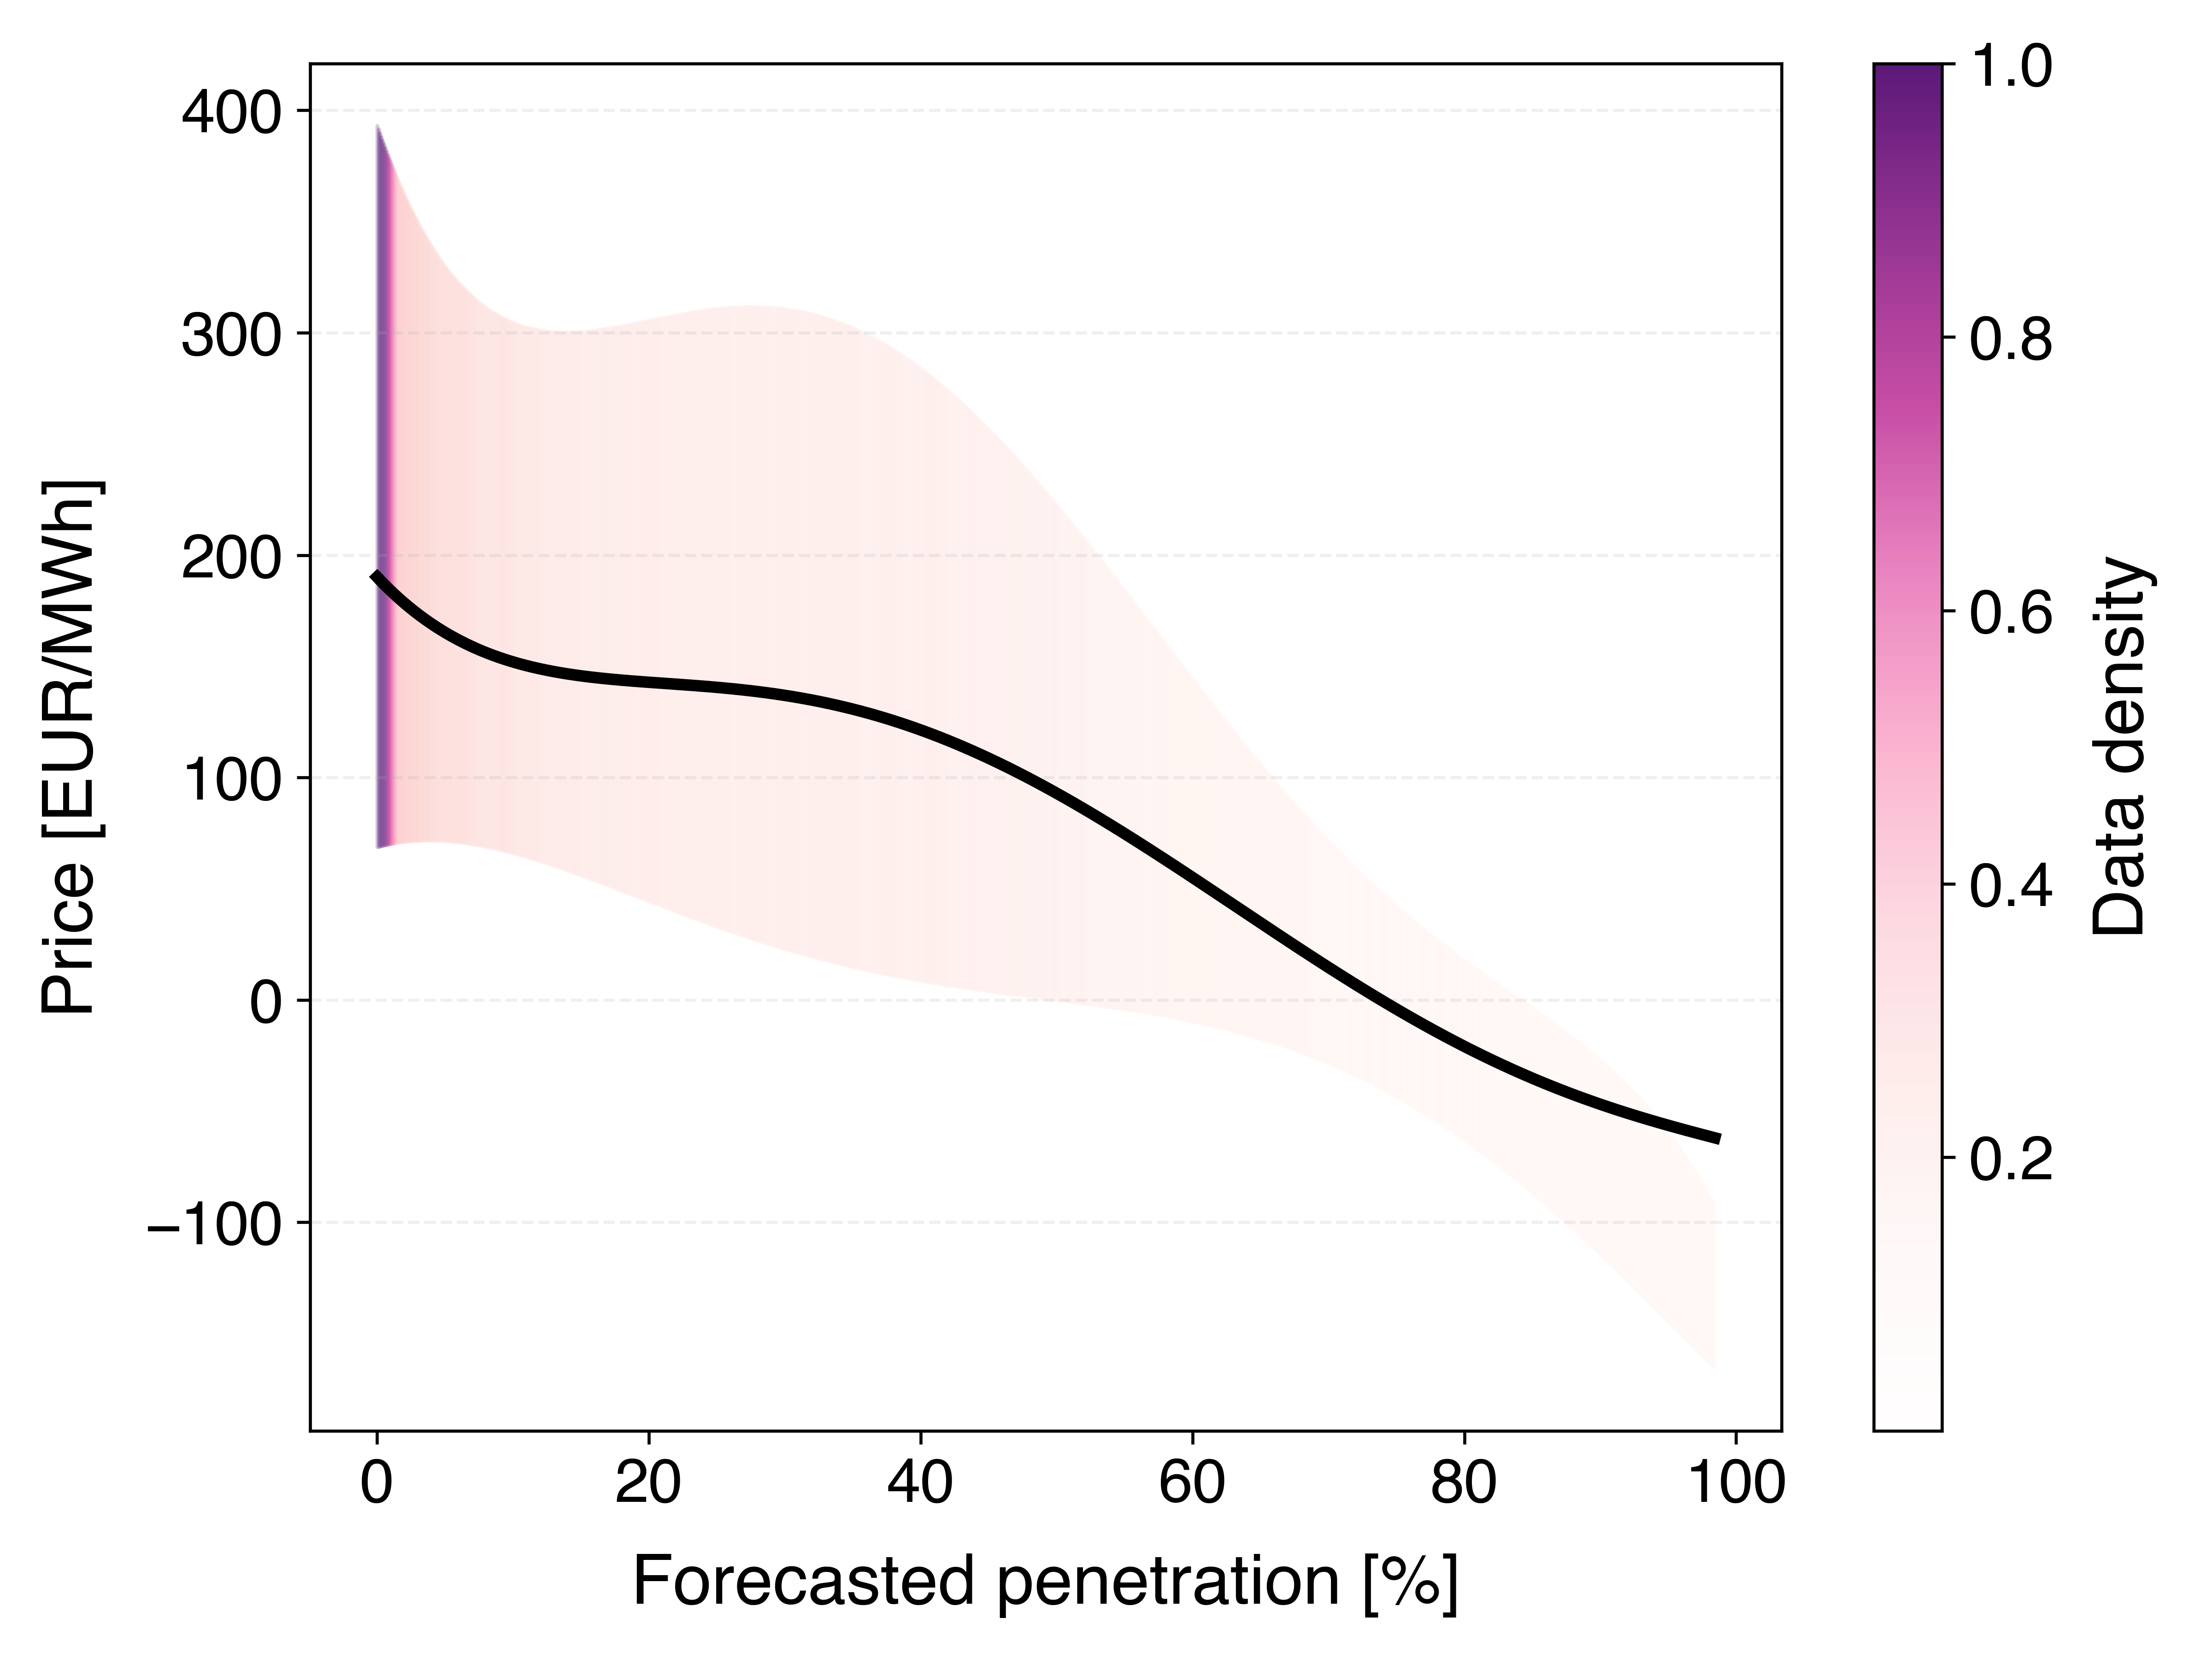 400
300
200
100
0
−100
Price [EUR/MWh]
0 20 40 60 80 100
Forecasted penetration [%]
1.0
0.8
0.6
0.4
0.2
Data density